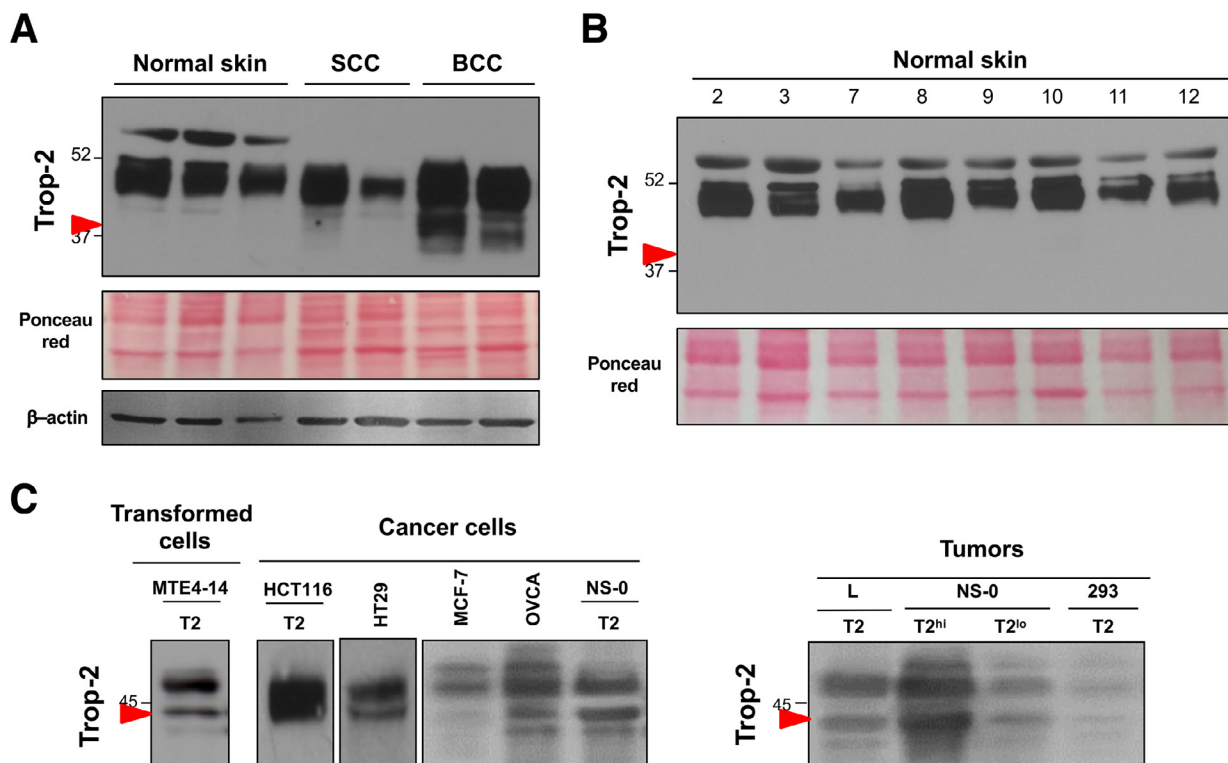 A
Normal skin SCC BCC
Trop-2
52
37
Ponceau
red
β–actin
B
Normal skin
2 3 7 8 9 10 11 12
Trop-2
52
37
Ponceau
red
C
Transformed
cells
Cancer cells
MTE4-14 HCT116 HT29 MCF-7 OVCA NS-0
T2 T2 T2
Trop-2
45
Tumors
L NS-0 293
T2 T2hi T2lo T2
Trop-2
45